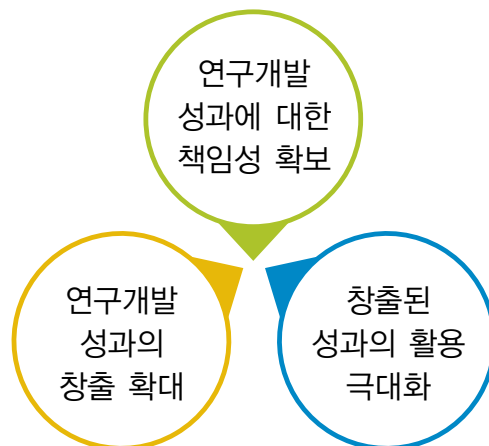 연구개발
성과에 대한
책임성 확보
연구개발
성과의
창출 확대
창출된
성과의 활용
극대화